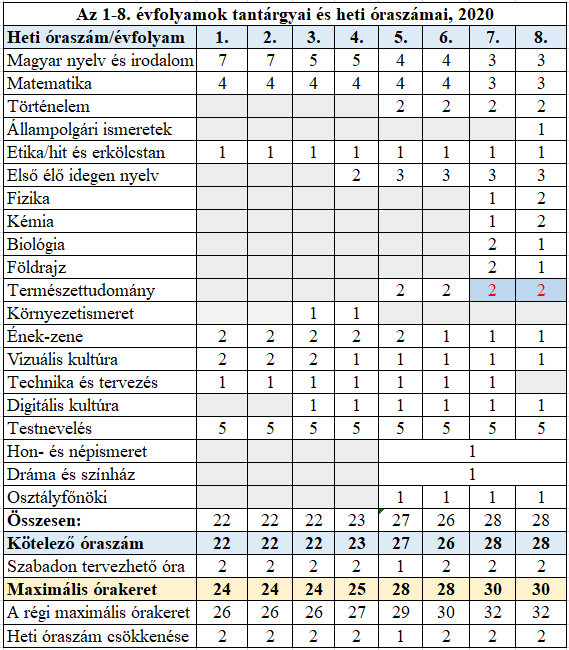 Az 1-8. évfolyamok tantárgyai és heti óraszámai, 2020
Heti óraszám/évfolyam 1. 2. 3. 4. 5. 6. 7. 8.
Magyar nyelv és irodalom 7 7 5 5 4 4 3 3
Matematika 4 4 4 4 4 4 3 3
Történelem 2 2 2 2
Állampolgári ismeretek 1
Etika/hit és erkölcstan 1 1 1 1 1 1 1 1
Első élő idegen nyelv 2 3 3 3 3
Fizika 1 2
Kémia 1 2
Biológia 2 1
Földrajz 2 1
Természettudomány 2 2 2 2
Környezetismeret 1 1
Ének-zene 2 2 2 2 2 1 1 1
Vizuális kultúra 2 2 2 1 1 1 1 1
Technika és tervezés 1 1 1 1 1 1 1
Digitális kultúra 1 1 1 1 1 1
Testnevelés 5 5 5 5 5 5 5 5
Hon- és népismeret 1
Dráma és színház 1
Osztályfőnöki 1 1 1 1
Összesen: 22 22 22 23 27 26 28 28
Kötelező óraszám 22 22 22 23 27 26 28 28
Szabadon tervezhető óra 2 2 2 2 1 2 2 2
Maximális órakeret 24 24 24 25 28 28 30 30
A régi maximális órakeret 26 26 26 27 29 30 32 32
Heti óraszám csökkenése 2 2 2 2 1 2 2 2